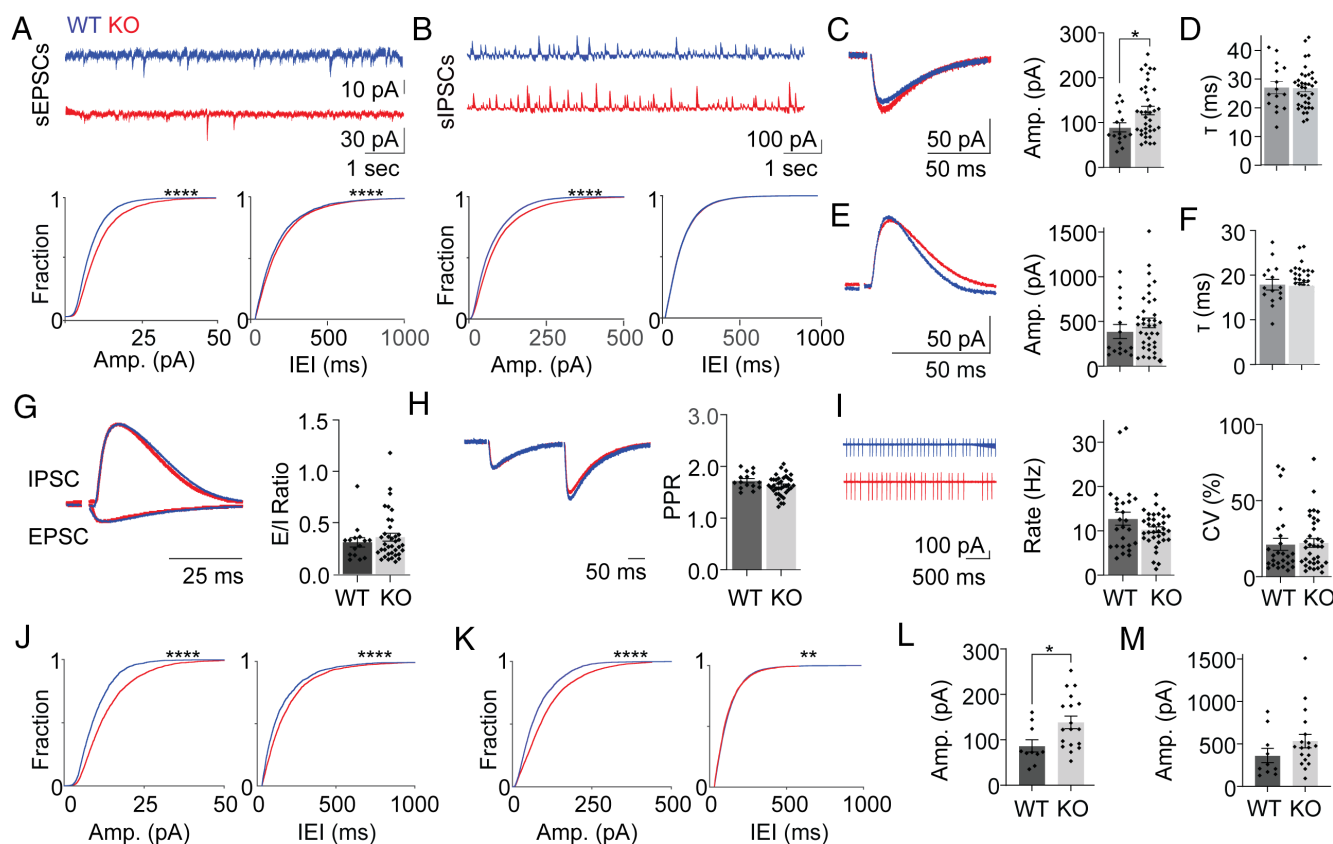 A WT KO
sEPSCs
10 pA
30 pA
1 sec
Fraction
1
0
****
0 25 50
Amp. (pA)
1
0
****
0 500 1000
IEI (ms)
B
sIPSCs
100 pA
1 sec
Fraction
1
0
****
0 250 500
Amp. (pA)
1
0
0 500 1000
IEI (ms)
C
50 pA
50 ms
Amp. (pA)
300
200
100
0
*
D
τ (ms)
40
30
20
10
0
E
50 pA
50 ms
Amp. (pA)
1500
1000
500
0
F
τ (ms)
30
20
10
0
G
IPSC
EPSC
25 ms
E/I Ratio
1.5
1.0
0.5
0.0
WT KO
H
50 ms
PPR
3.0
2.0
1.0
0.0
WT KO
I
100 pA
500 ms
Rate (Hz)
30
20
10
0
WT KO
CV (%)
100
50
0
WT KO
J
Fraction
1
0
****
0 25 50
Amp. (pA)
1
0
****
0 500 1000
IEI (ms)
K
Fraction
1
0
****
0 250 500
Amp. (pA)
1
0
**
0 500 1000
IEI (ms)
L
Amp. (pA)
300
200
100
0
*
WT KO
M
Amp. (pA)
1500
1000
500
0
WT KO